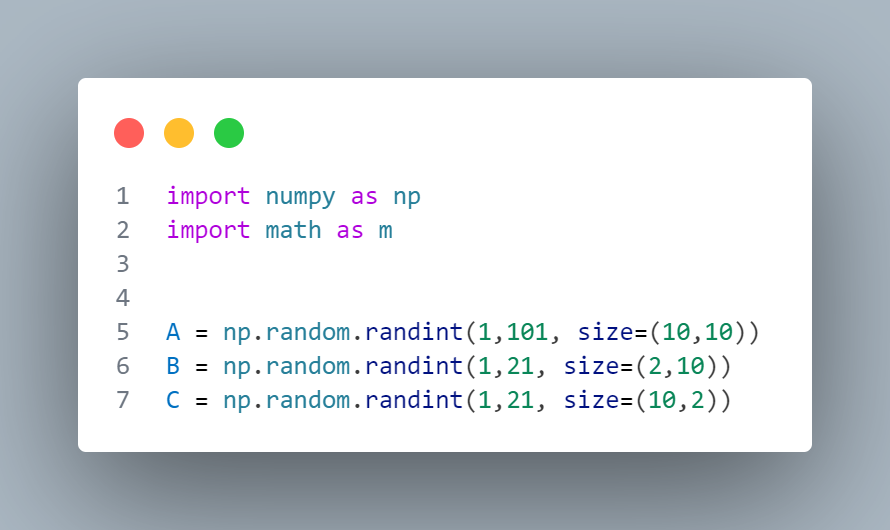 1 import numpy as np
2 import math as m
3
4
5 A = np.random.randint(1,101, size=(10,10))
6 B = np.random.randint(1,21, size=(2,10))
7 C = np.random.randint(1,21, size=(10,2))